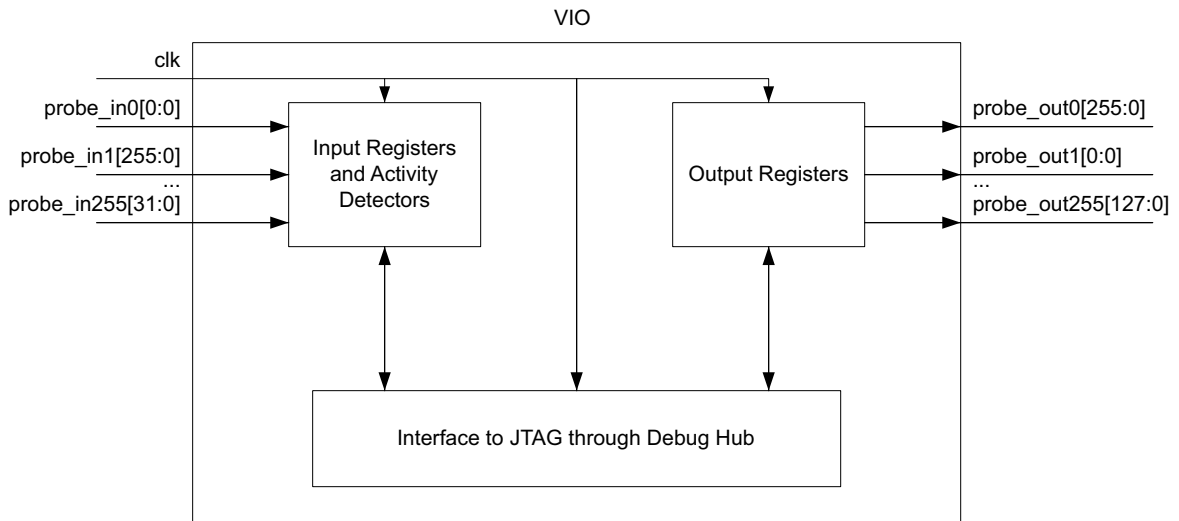 VIO
clk
probe_in0[0:0]
probe_in1[255:0]
...
probe_in255[31:0]
Input Registers
and Activity
Detectors
Output Registers
probe_out0[255:0]
probe_out1[0:0]
...
probe_out255[127:0]
Interface to JTAG through Debug Hub